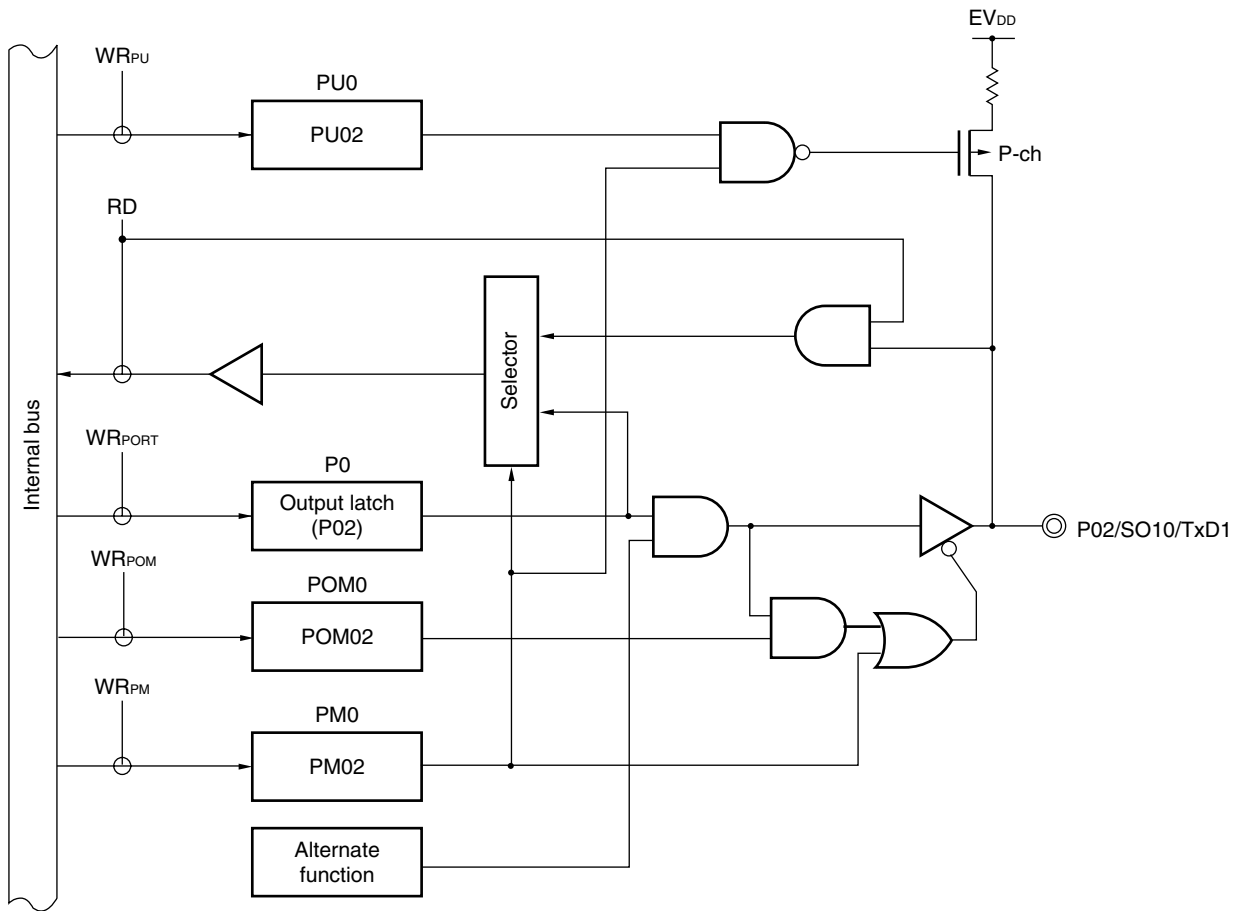 EVDD
WRPU
PU0
PU02
P-ch
RD
Selector
Internal bus
WRPORT
P0
Output latch
(P02)
P02/SO10/TxD1
WRPOM
POM0
POM02
WRPM
PM0
PM02
Alternate
function